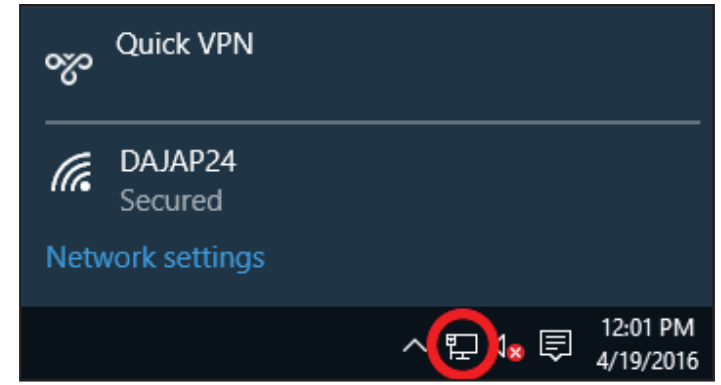 Quick VPN
DAJAP24
Secured
Network settings
12:01 PM
4/19/2016